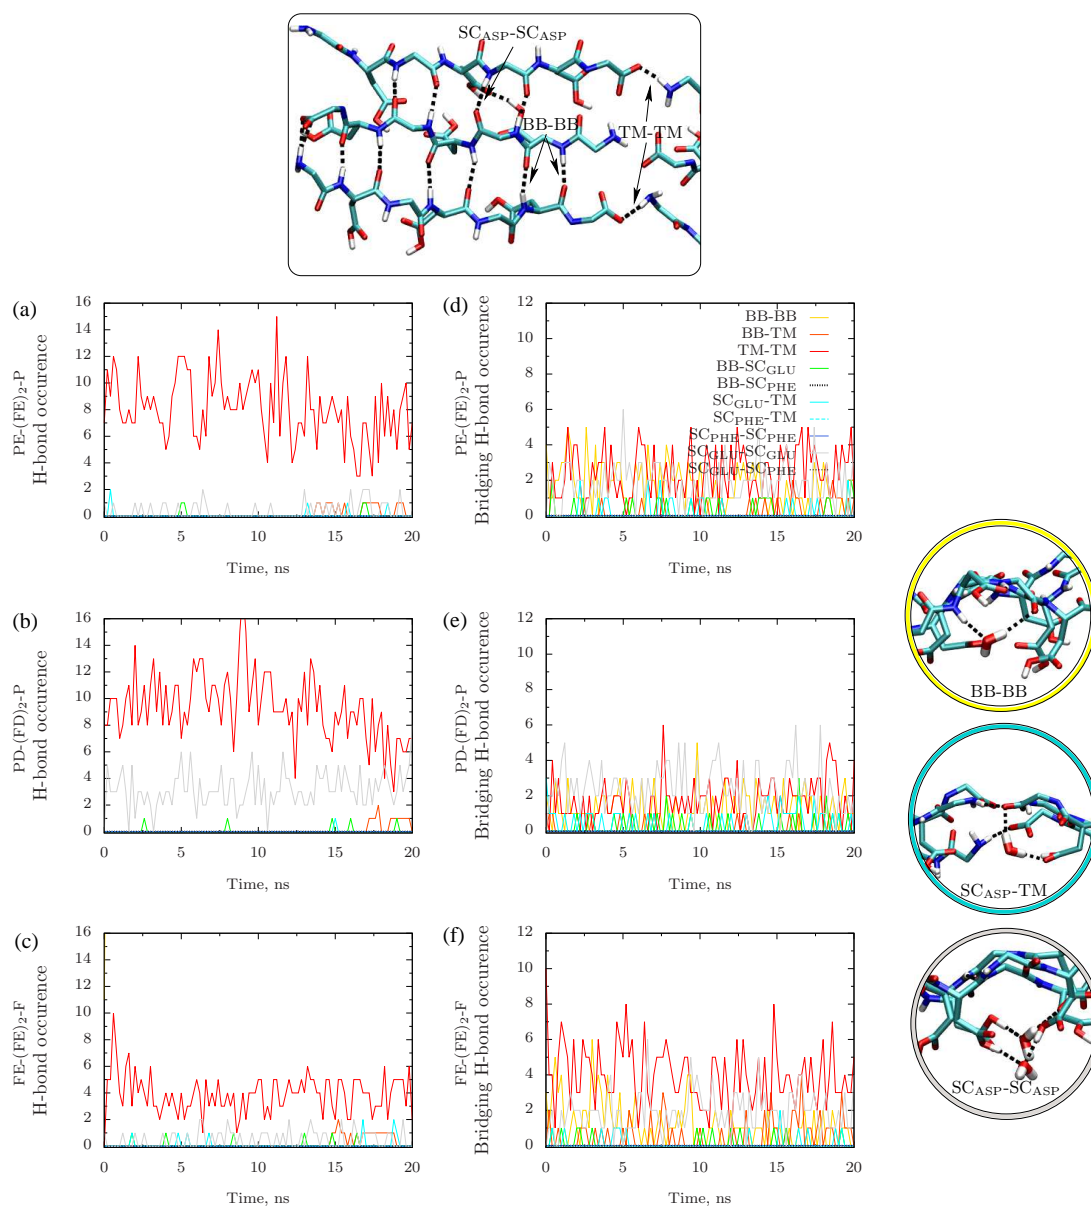 SC_ASP-SC_ASP
BB-BB
TM-TM
(a)
PE-(FE)2-P
H-bond occurence
16
14
12
10
8
6
4
2
0
0 5 10 15 20
Time, ns
(d)
PE-(FE)2-P
Bridging H-bond occurence
12
10
8
6
4
2
0
BB-BB
BB-TM
TM-TM
BB-SC_GLU
BB-SC_PHE
SC_GLU-TM
SC_PHE-TM
SC_PHE-SC_PHE
SC_GLU-SC_GLU
SC_GLU-SC_PHE
0 5 10 15 20
Time, ns
(b)
PD-(FD)2-P
H-bond occurence
16
14
12
10
8
6
4
2
0
0 5 10 15 20
Time, ns
(e)
PD-(FD)2-P
Bridging H-bond occurence
12
10
8
6
4
2
0
0 5 10 15 20
Time, ns
(c)
FE-(FE)2-F
H-bond occurence
16
14
12
10
8
6
4
2
0
0 5 10 15 20
Time, ns
(f)
FE-(FE)2-F
Bridging H-bond occurence
12
10
8
6
4
2
0
0 5 10 15 20
Time, ns
BB-BB
SC_ASP-TM
SC_ASP-SC_ASP